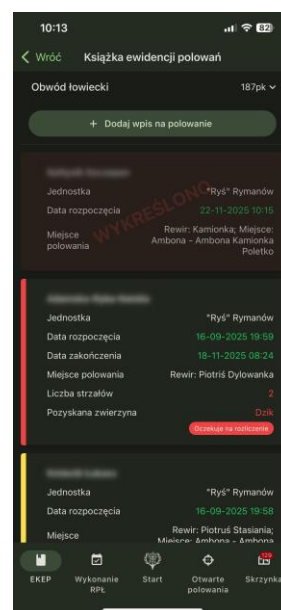 10:13
82
Wróć Książka ewidencji polowań
Obwód łowiecki 187pk
+ Dodaj wpis na polowanie
Jednostka "Ryś" Rymanów
Data rozpoczęcia 22-11-2025 10:15
Miejsce polowania Rewir: Kamionka; Miejsce:
Ambona - Ambona Kamionka
Poletko
WYKREŚLONO
Jednostka "Ryś" Rymanów
Data rozpoczęcia 16-09-2025 19:59
Data zakończenia 18-11-2025 08:24
Miejsce polowania Rewir: Piotriś Dylowanka
Liczba strzałów 2
Pozyskana zwierzyna Dzik
Oczekuje na rozliczenie
Jednostka "Ryś" Rymanów
Data rozpoczęcia 16-09-2025 19:58
Miejsce Rewir: Piotruś Stasiania;
Miejsce: Ambona - Ambona
129
EKEP Wykonanie RPŁ Start Otwarte polowania Skrzynka